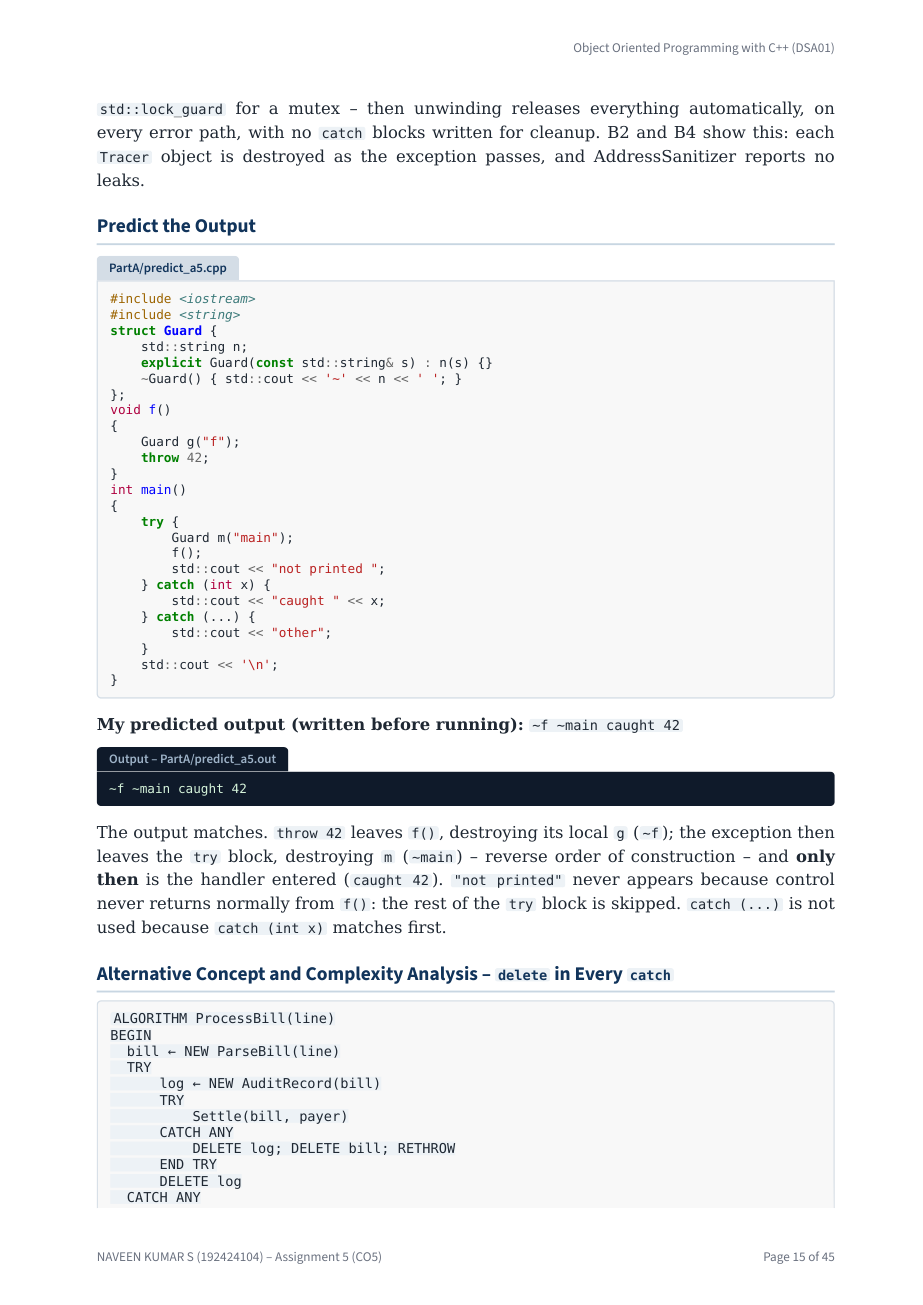 Object Oriented Programming with C++ (DSA01)
std::lock_guard for a mutex – then unwinding releases everything automatically, on
every error path, with no catch blocks written for cleanup. B2 and B4 show this: each
Tracer object is destroyed as the exception passes, and AddressSanitizer reports no
leaks.
Predict the Output
PartA/predict_a5.cpp
#include <iostream>
#include <string>
struct Guard {
    std::string n;
    explicit Guard(const std::string& s) : n(s) {}
    ~Guard() { std::cout << '~' << n << ' '; }
};
void f()
{
    Guard g("f");
    throw 42;
}
int main()
{
    try {
        Guard m("main");
        f();
        std::cout << "not printed ";
    } catch (int x) {
        std::cout << "caught " << x;
    } catch (...) {
        std::cout << "other";
    }
    std::cout << '\n';
}
My predicted output (written before running): ~f ~main caught 42
Output – PartA/predict_a5.out
~f ~main caught 42
The output matches. throw 42 leaves f(), destroying its local g (~f); the exception then
leaves the try block, destroying m (~main) – reverse order of construction – and only
then is the handler entered (caught 42). "not printed" never appears because control
never returns normally from f(): the rest of the try block is skipped. catch (...) is not
used because catch (int x) matches first.
Alternative Concept and Complexity Analysis – delete in Every catch
ALGORITHM ProcessBill(line)
BEGIN
  bill ← NEW ParseBill(line)
  TRY
      log ← NEW AuditRecord(bill)
      TRY
          Settle(bill, payer)
      CATCH ANY
          DELETE log; DELETE bill; RETHROW
      END TRY
      DELETE log
  CATCH ANY
NAVEEN KUMAR S (192424104) – Assignment 5 (CO5)
Page 15 of 45